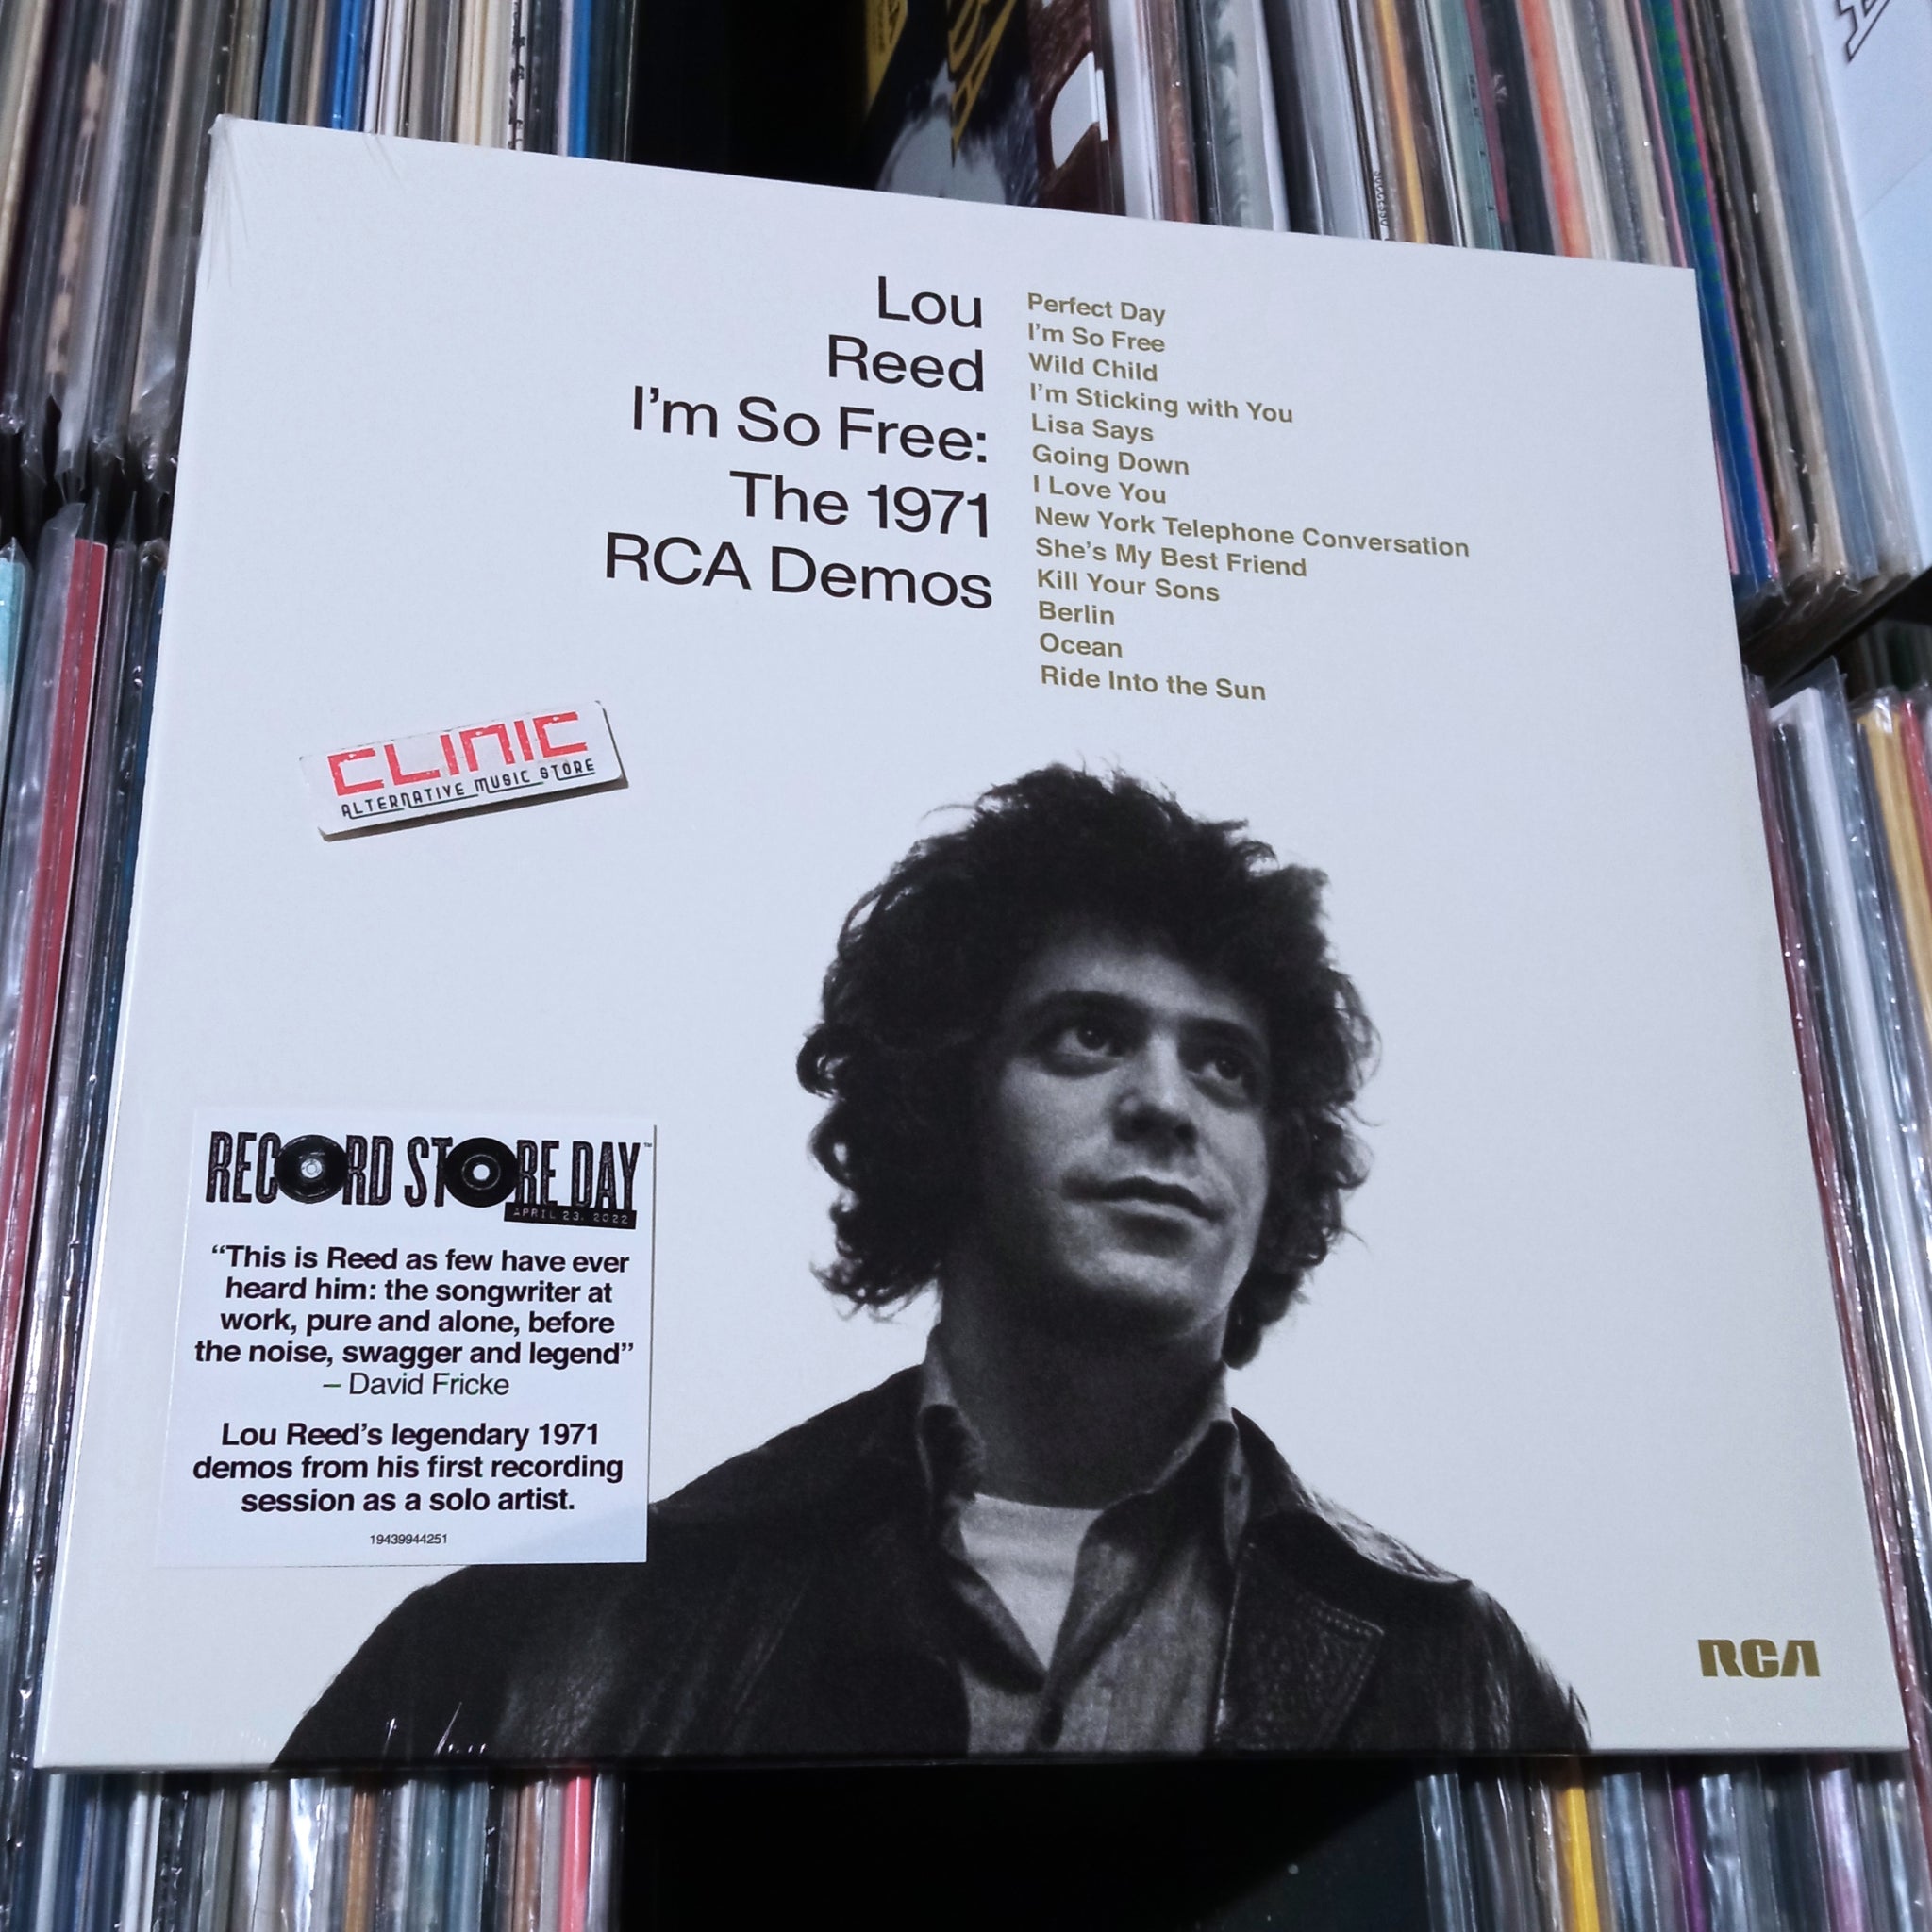 Lou
Reed
I'm So Free:
The 1971
RCA Demos
Perfect Day
I'm So Free
Wild Child
I'm Sticking with You
Lisa Says
Going Down
I Love You
New York Telephone Conversation
She's My Best Friend
Kill Your Sons
Berlin
Ocean
Ride Into the Sun
CLINIC
ALTERNATIVE MUSIC STORE
RECORD STORE DAY™
APRIL 23. 2022
“This is Reed as few have ever
heard him: the songwriter at
work, pure and alone, before
the noise, swagger and legend”
– David Fricke
Lou Reed's legendary 1971
demos from his first recording
session as a solo artist.
19439944251
RCA